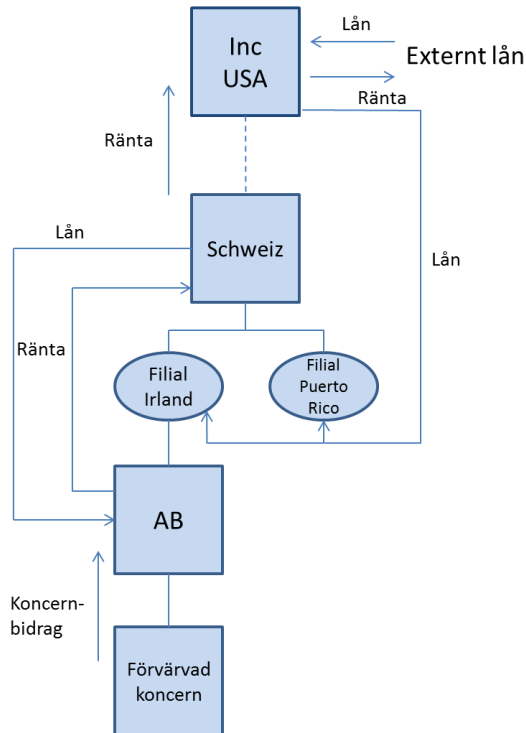 Inc
USA
Lån
Externt lån
Ränta
Ränta
Schweiz
Lån
Lån
Ränta
Filial
Irland
Filial
Puerto
Rico
AB
Koncern-
bidrag
Förvärvad
koncern